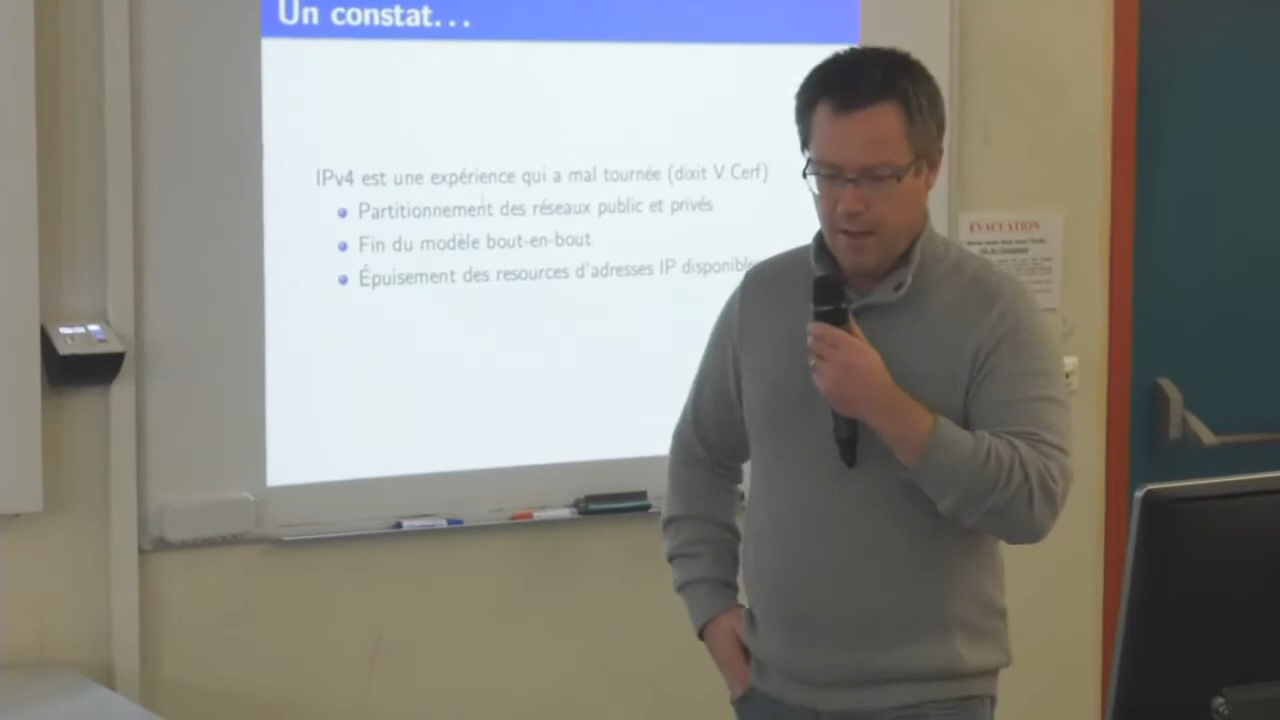 Un constat...
IPv4 est une expérience qui a mal tournée (dixit V.Cerf)
Partitionnement des réseaux public et privés
Fin du modèle bout-en-bout
Épuisement des resources d'adresses IP disponibles
EVACUATION